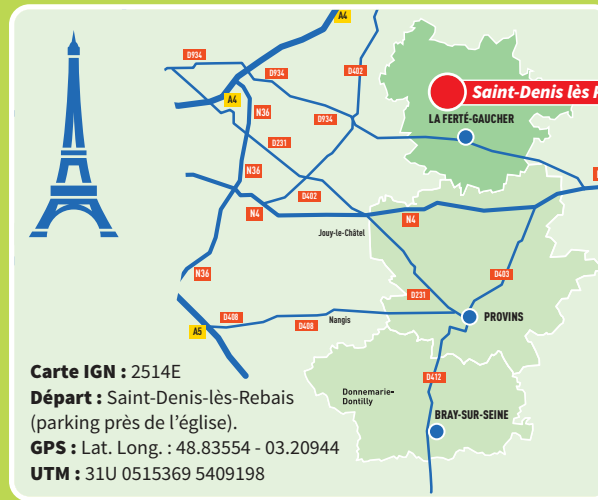 A4
D934
D934
D402
A4
N36
D934
Saint-Denis lès R
LA FERTÉ-GAUCHER
D231
N36
D402
N4
N4
Jouy-le-Châtel
N36
D403
D231
D408
D408
Nangis
PROVINS
A5
D412
Donnemarie-
Dontilly
BRAY-SUR-SEINE
Carte IGN : 2514E
Départ : Saint-Denis-lès-Rebais
(parking près de l'église).
GPS : Lat. Long. : 48.83554 - 03.20944
UTM : 31U 0515369 5409198